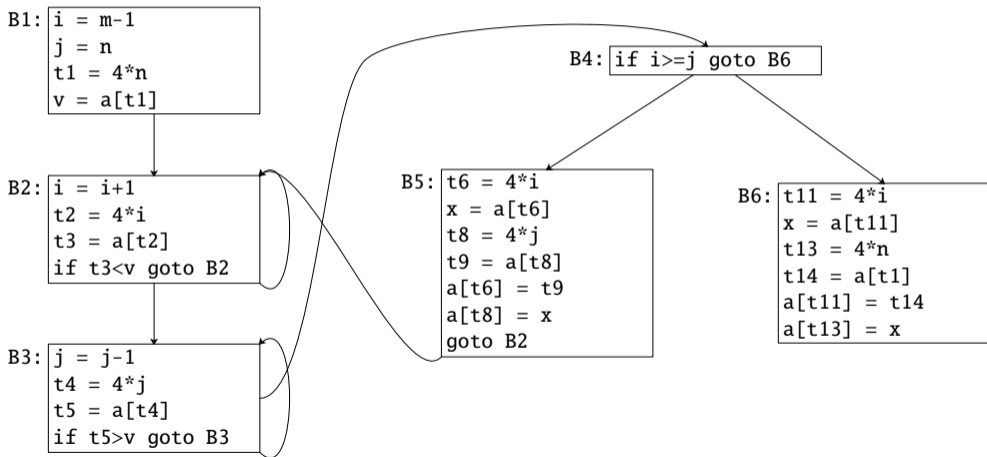 B1: i = m-1
j = n
t1 = 4*n
v = a[t1]
B2: i = i+1
t2 = 4*i
t3 = a[t2]
if t3<v goto B2
B3: j = j-1
t4 = 4*j
t5 = a[t4]
if t5>v goto B3
B4: if i>=j goto B6
B5: t6 = 4*i
x = a[t6]
t8 = 4*j
t9 = a[t8]
a[t6] = t9
a[t8] = x
goto B2
B6: t11 = 4*i
x = a[t11]
t13 = 4*n
t14 = a[t1]
a[t11] = t14
a[t13] = x